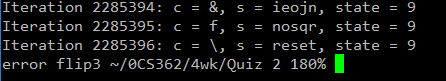 Iteration 2285394: c = &, s = ieojn, state = 9
Iteration 2285395: c = f, s = nosqr, state = 9
Iteration 2285396: c = \, s = reset, state = 9
error flip3 ~/0CS362/4wk/Quiz 2 180%